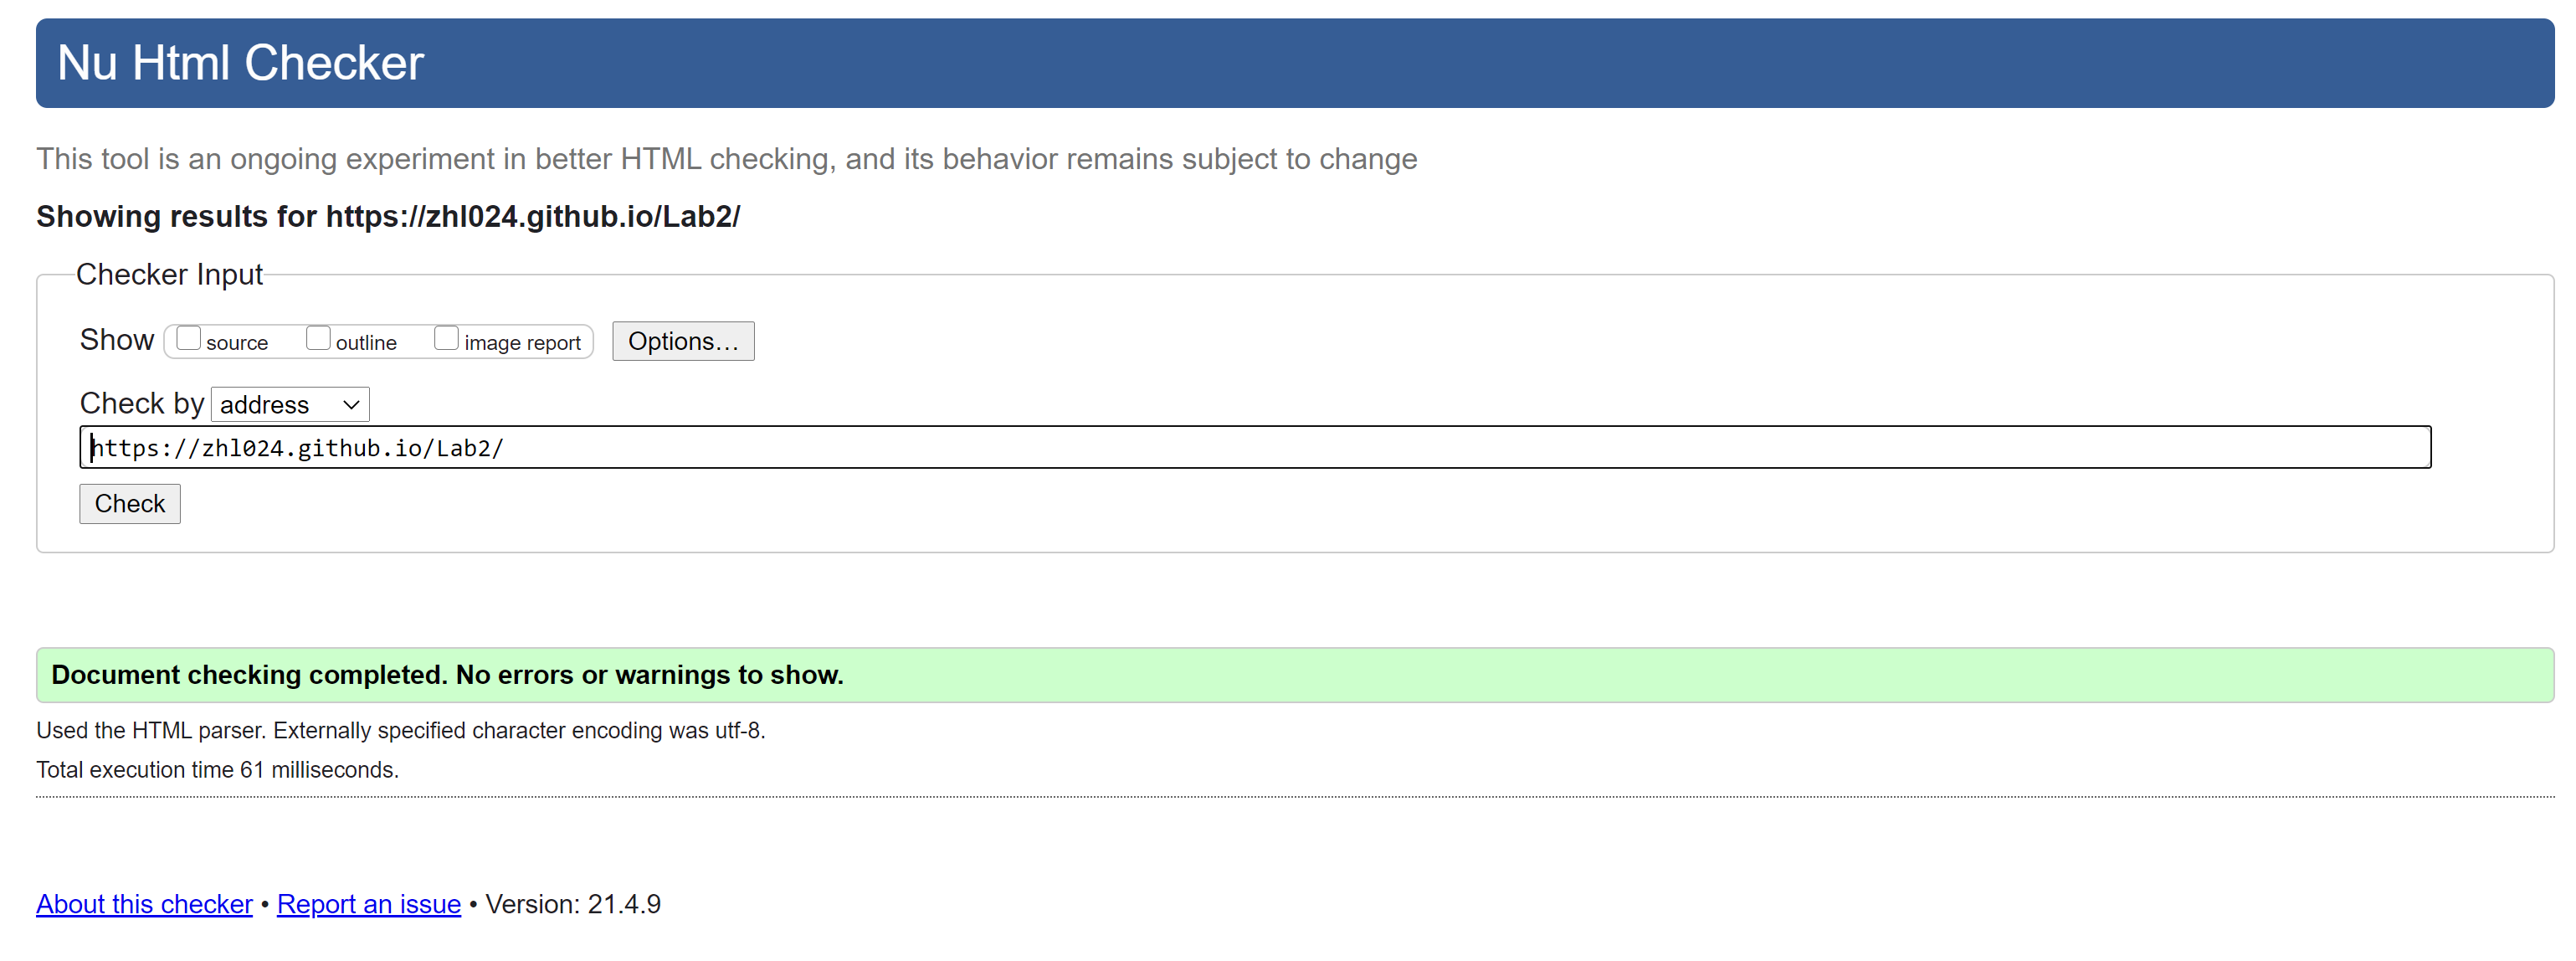 Nu Html Checker
This tool is an ongoing experiment in better HTML checking, and its behavior remains subject to change
Showing results for https://zhl024.github.io/Lab2/
Checker Input
Show source outline image report Options…
Check by address
https://zhl024.github.io/Lab2/
Check
Document checking completed. No errors or warnings to show.
Used the HTML parser. Externally specified character encoding was utf-8.
Total execution time 61 milliseconds.
About this checker • Report an issue • Version: 21.4.9